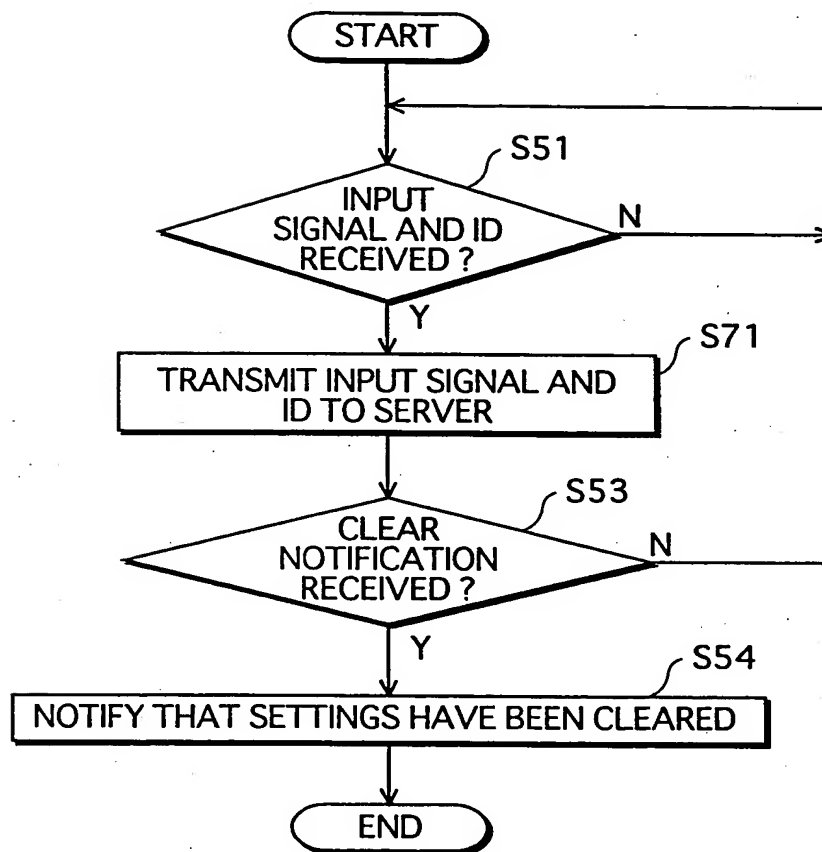 START
S51
INPUT
SIGNAL AND ID
RECEIVED ?
N
Y
S71
TRANSMIT INPUT SIGNAL AND
ID TO SERVER
S53
CLEAR
NOTIFICATION
RECEIVED ?
N
Y
S54
NOTIFY THAT SETTINGS HAVE BEEN CLEARED
END